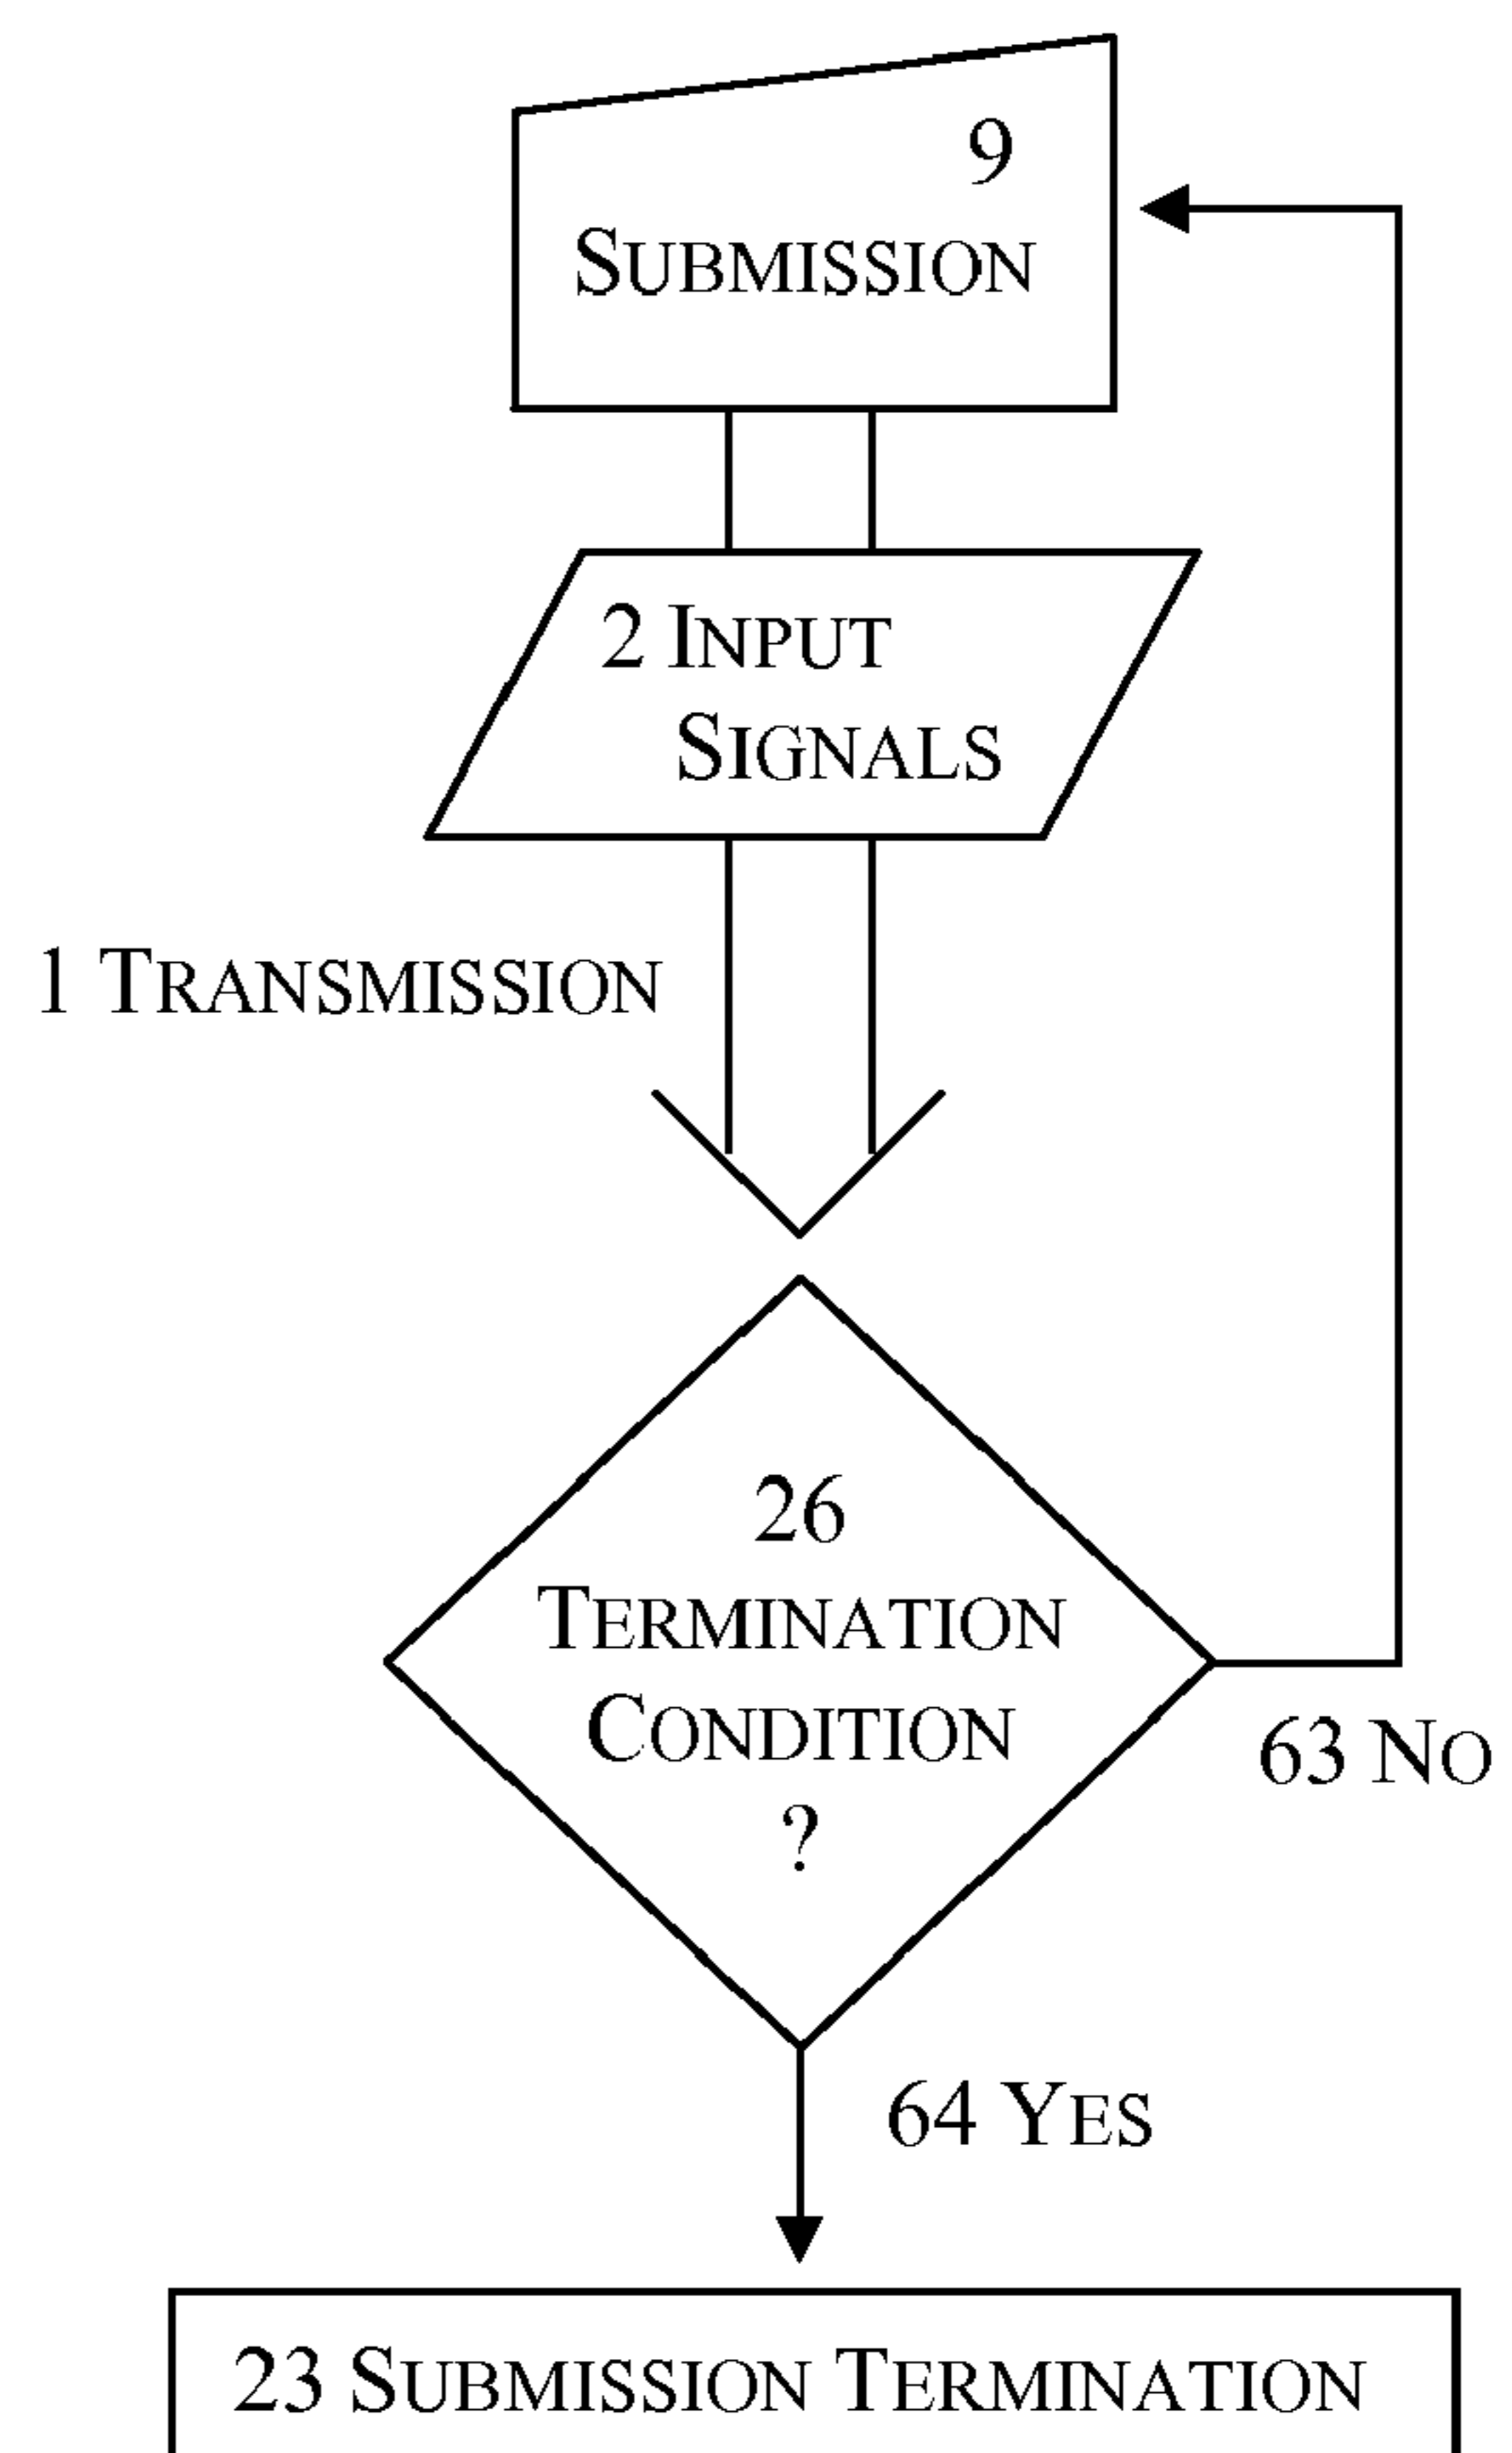 9
SUBMISSION
2 INPUT
SIGNALS
1 TRANSMISSION
26
TERMINATION
CONDITION
?
63 NO
64 YES
23 SUBMISSION TERMINATION